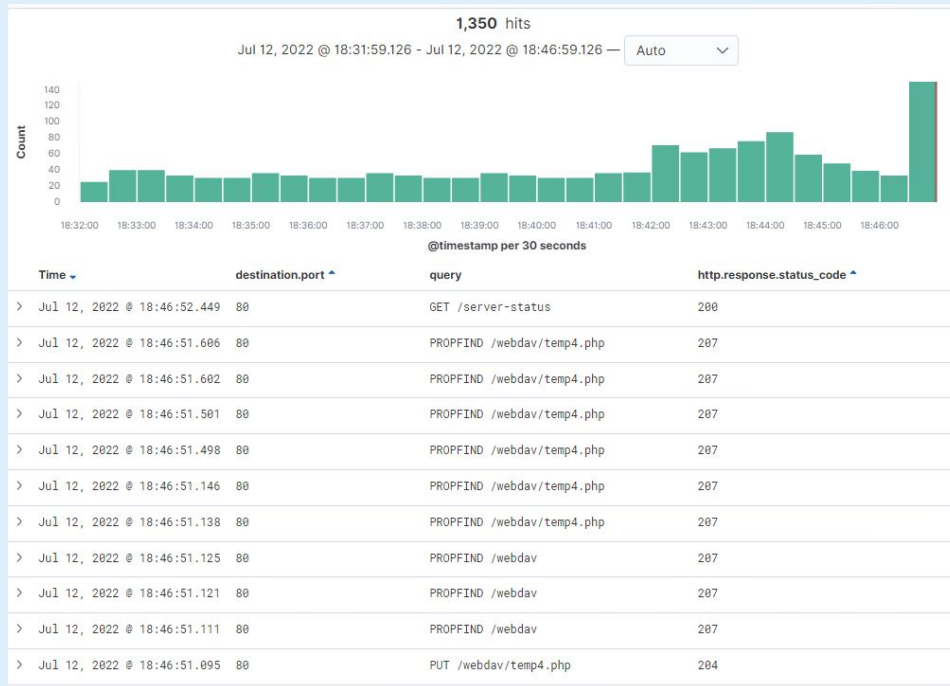 1,350 hits
Jul 12, 2022 @ 18:31:59.126 - Jul 12, 2022 @ 18:46:59.126 — Auto
140
120
100
80
60
40
20
0
Count
18:32:00 18:33:00 18:34:00 18:35:00 18:36:00 18:37:00 18:38:00 18:39:00 18:40:00 18:41:00 18:42:00 18:43:00 18:44:00 18:45:00 18:46:00
@timestamp per 30 seconds
Time destination.port query http.response.status_code
Jul 12, 2022 @ 18:46:52.449 80 GET /server-status 200
Jul 12, 2022 @ 18:46:51.606 80 PROPFIND /webdav/temp4.php 207
Jul 12, 2022 @ 18:46:51.602 80 PROPFIND /webdav/temp4.php 207
Jul 12, 2022 @ 18:46:51.501 80 PROPFIND /webdav/temp4.php 207
Jul 12, 2022 @ 18:46:51.498 80 PROPFIND /webdav/temp4.php 207
Jul 12, 2022 @ 18:46:51.146 80 PROPFIND /webdav/temp4.php 207
Jul 12, 2022 @ 18:46:51.138 80 PROPFIND /webdav/temp4.php 207
Jul 12, 2022 @ 18:46:51.125 80 PROPFIND /webdav 207
Jul 12, 2022 @ 18:46:51.121 80 PROPFIND /webdav 207
Jul 12, 2022 @ 18:46:51.111 80 PROPFIND /webdav 207
Jul 12, 2022 @ 18:46:51.095 80 PUT /webdav/temp4.php 204